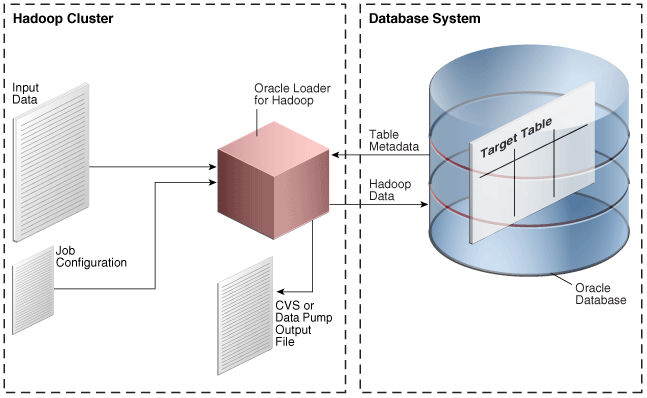 Hadoop Cluster
Database System
Input
Data
Oracle Loader
for Hadoop
Table
Metadata
Target Table
Hadoop
Data
Job
Configuration
CVS or
Data Pump
Output
File
Oracle
Database